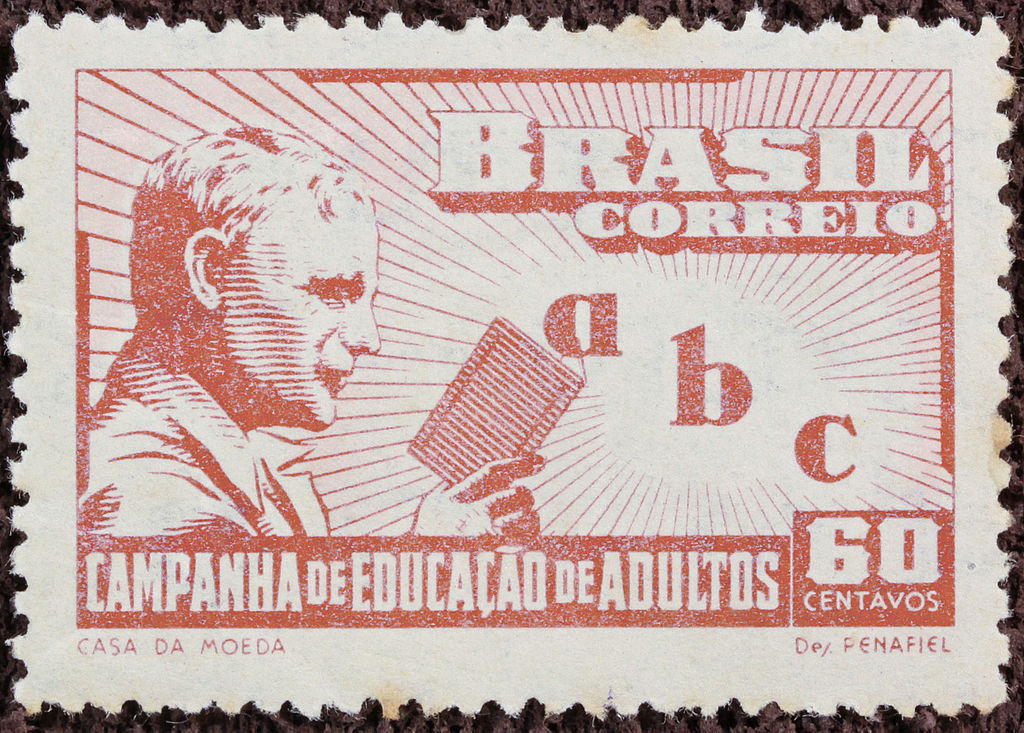 BRASIL
CORREIO
a
b
c
60
CENTAVOS
CAMPANHA DE EDUCAÇÃO DE ADULTOS
CASA DA MOEDA
Des. PENAFIEL